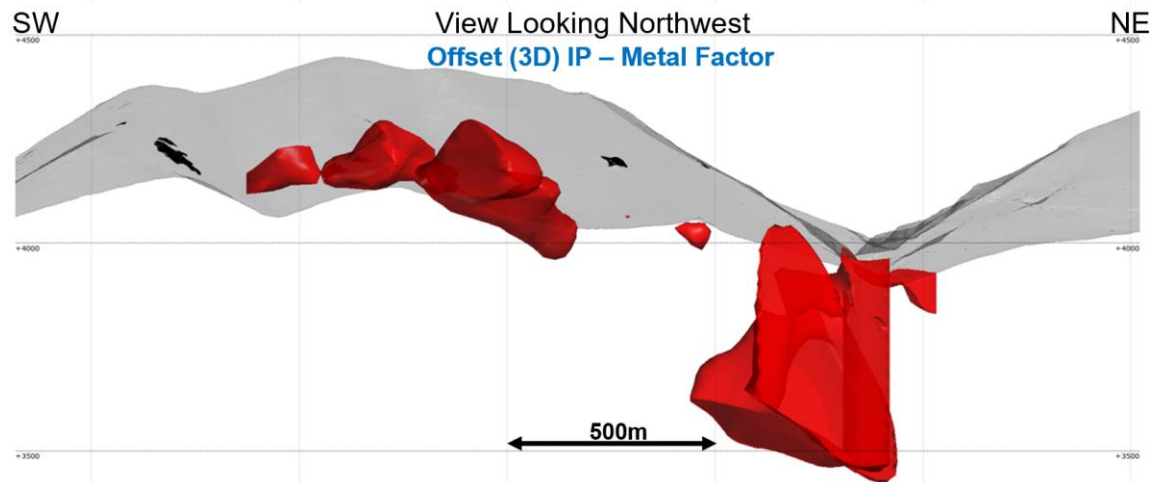 SW
View Looking Northwest
NE
Offset (3D) IP – Metal Factor
+4500
+4500
+4000
+4000
500m
+3500
+3500